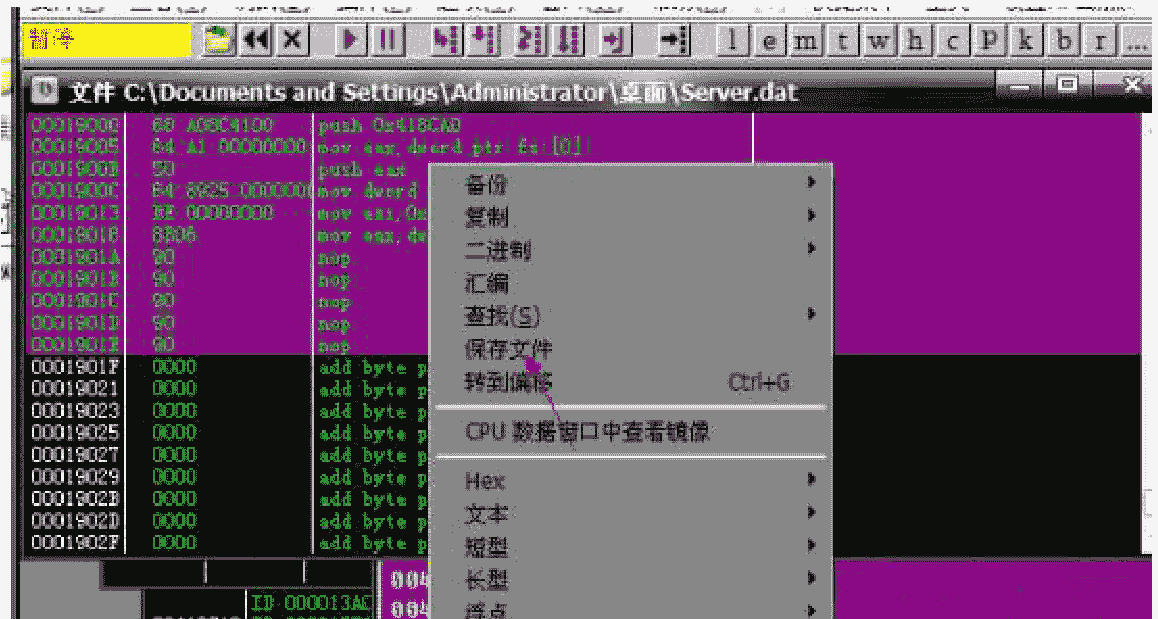 暂停
l e m t w h c P k b r ...
文件 C:\Documents and Settings\Administrator\桌面\Server.dat
00019000 68 A08C4100 push 0x418CA0
00019005 64 A1 00000000 mov eax,dword ptr fs:[0]
0001900B 50 push eax
0001900C 64 8925 0000000 mov dword
00019013 BE 00000000 mov esi,0x
00019018 8B06 mov eax,dw
0001901A 90 nop
0001901B 90 nop
0001901C 90 nop
0001901D 90 nop
0001901E 90 nop
0001901F 0000 add byte p
00019021 0000 add byte p
00019023 0000 add byte p
00019025 0000 add byte p
00019027 0000 add byte p
00019029 0000 add byte p
0001902B 0000 add byte p
0001902D 0000 add byte p
0001902F 0000 add byte p
备份
复制
二进制
汇编
查找(S)
保存文件
转到偏移 Ctrl+G
CPU 数据窗口中查看镜像
Hex
文本
短型
长型
浮点
004
ID 000013AC
004